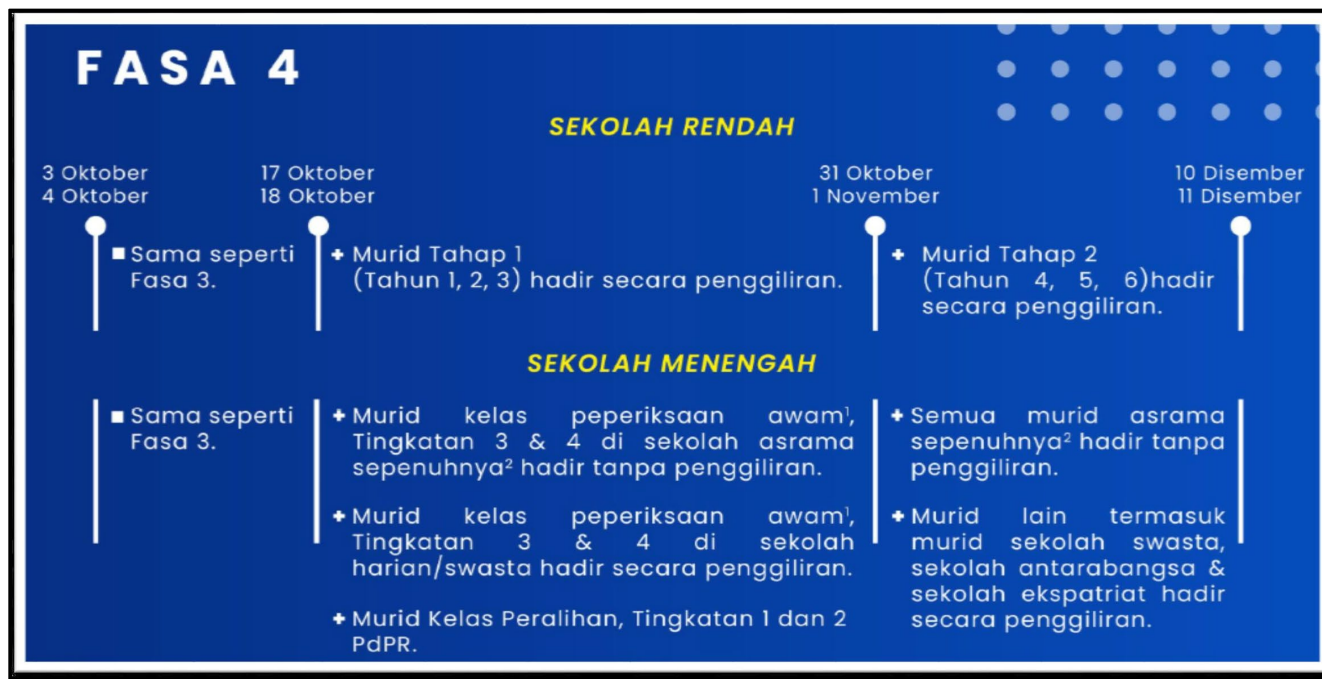 FASA 4
SEKOLAH RENDAH
3 Oktober
4 Oktober
17 Oktober
18 Oktober
31 Oktober
1 November
10 Disember
11 Disember
Sama seperti
Fasa 3.
Murid Tahap 1
(Tahun 1, 2, 3) hadir secara penggiliran.
Murid Tahap 2
(Tahun 4, 5, 6)hadir
secara penggiliran.
SEKOLAH MENENGAH
Sama seperti
Fasa 3.
Murid kelas peperiksaan awam¹,
Tingkatan 3 & 4 di sekolah asrama
sepenuhnya² hadir tanpa penggiliran.
Murid kelas peperiksaan awam¹,
Tingkatan 3 & 4 di sekolah
harian/swasta hadir secara penggiliran.
Murid Kelas Peralihan, Tingkatan 1 dan 2
PdPR.
Semua murid asrama
sepenuhnya² hadir tanpa
penggiliran.
Murid lain termasuk
murid sekolah swasta,
sekolah antarabangsa &
sekolah ekspatriat hadir
secara penggiliran.